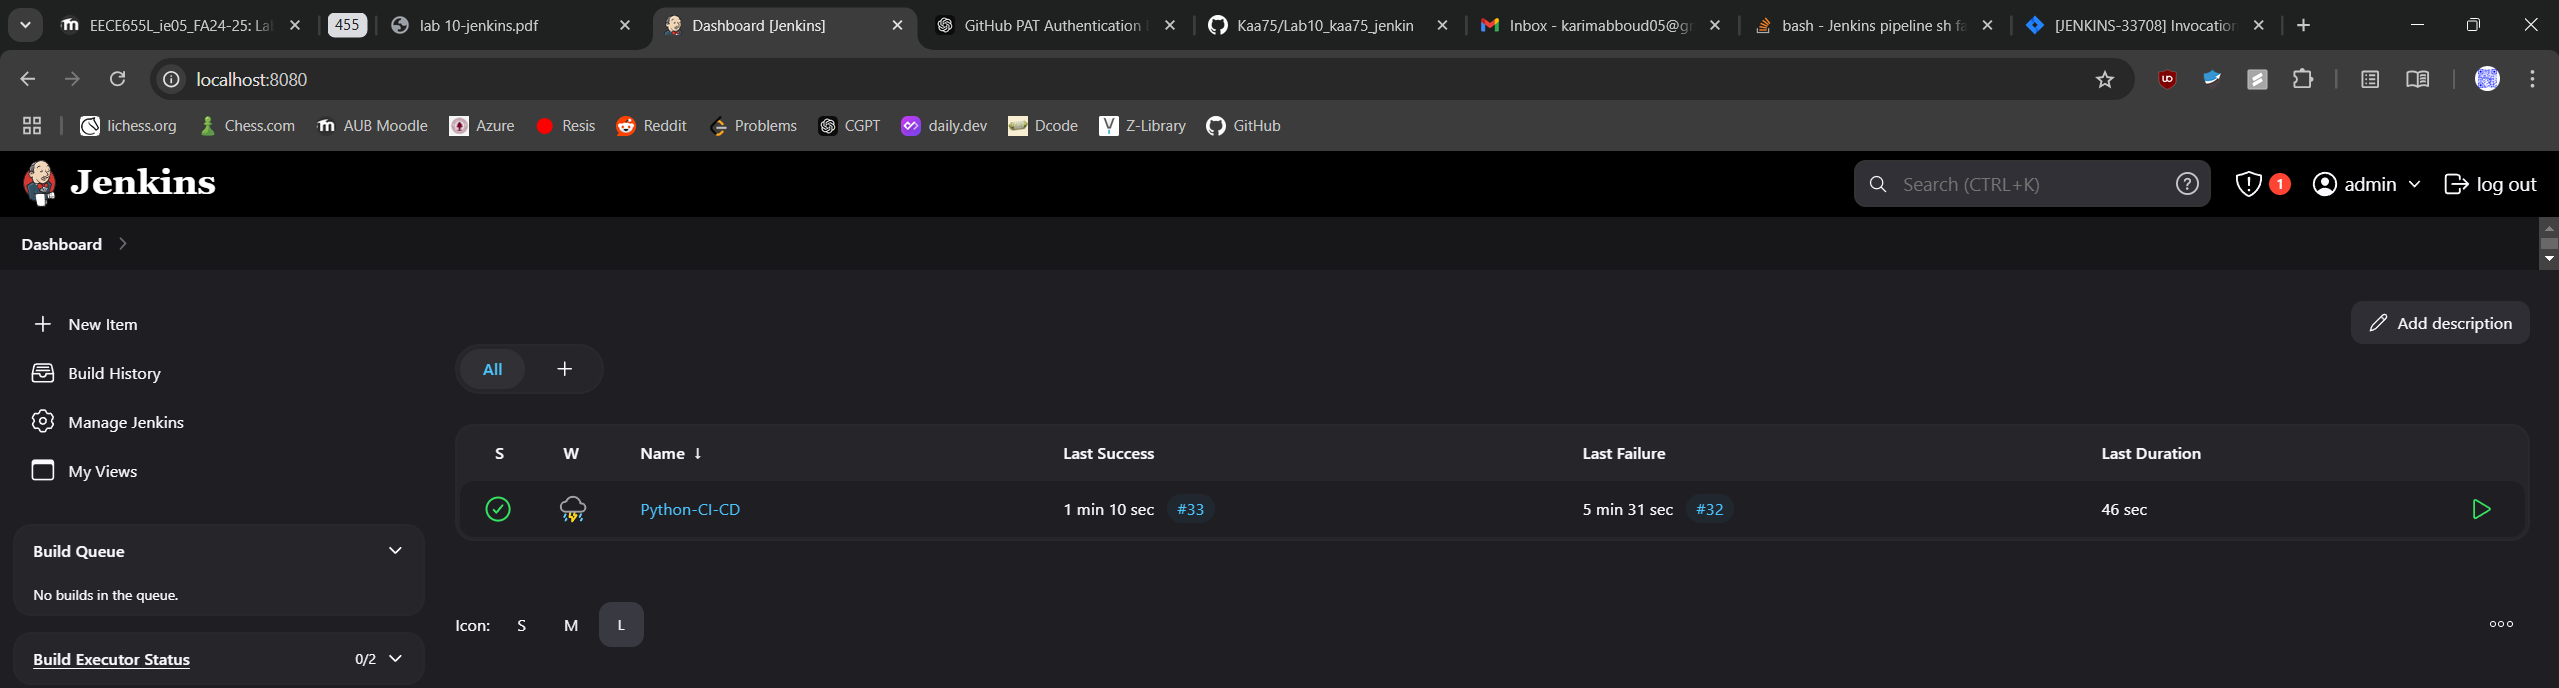 EECE655L_ie05_FA24-25: La
455
lab 10-jenkins.pdf
Dashboard [Jenkins]
GitHub PAT Authentication
Kaa75/Lab10_kaa75_jenkin
Inbox - karimabboud05@gr
bash - Jenkins pipeline sh fa
[JENKINS-33708] Invocation
localhost:8080
lichess.org
Chess.com
AUB Moodle
Azure
Resis
Reddit
Problems
CGPT
daily.dev
Dcode
Z-Library
GitHub
Jenkins
Search (CTRL+K)
1
admin
log out
Dashboard
New Item
Build History
Manage Jenkins
My Views
Add description
All
+
S W Name ↓ Last Success Last Failure Last Duration
Python-CI-CD 1 min 10 sec #33 5 min 31 sec #32 46 sec
Build Queue
No builds in the queue.
Build Executor Status 0/2
Icon: S M L